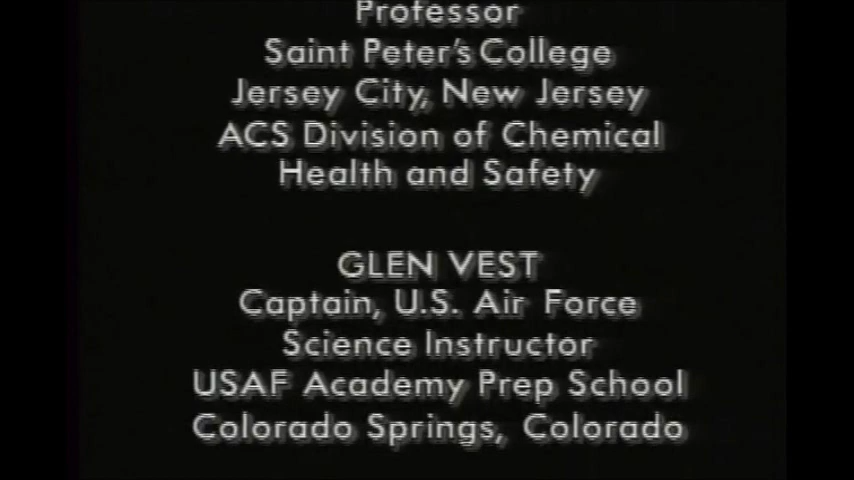 Professor
Saint Peter's College
Jersey City, New Jersey
ACS Division of Chemical
Health and Safety
GLEN VEST
Captain, U.S. Air Force
Science Instructor
USAF Academy Prep School
Colorado Springs, Colorado